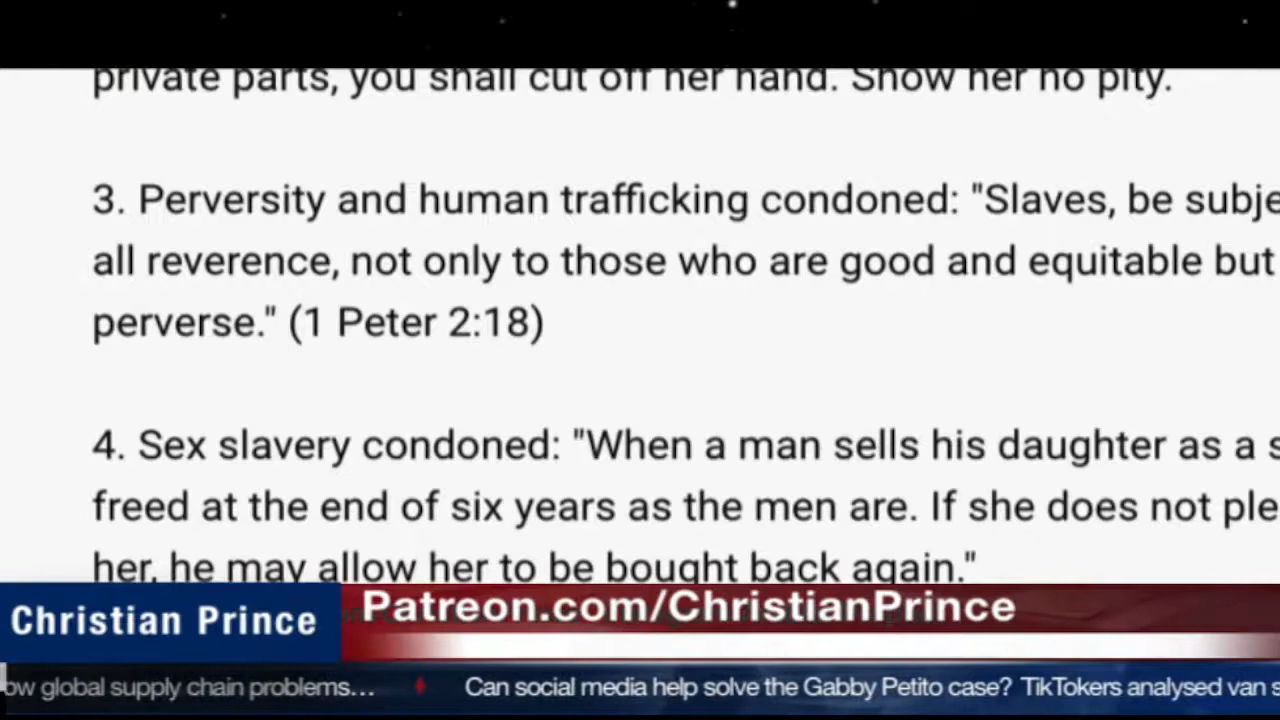 private parts, you shall cut off her hand. Show her no pity.
3. Perversity and human trafficking condoned: "Slaves, be subje
all reverence, not only to those who are good and equitable but
perverse." (1 Peter 2:18)
4. Sex slavery condoned: "When a man sells his daughter as a s
freed at the end of six years as the men are. If she does not ple
her, he may allow her to be bought back again."
Christian Prince
Patreon.com/ChristianPrince
ow global supply chain problems... ♦ Can social media help solve the Gabby Petito case? TikTokers analysed van s